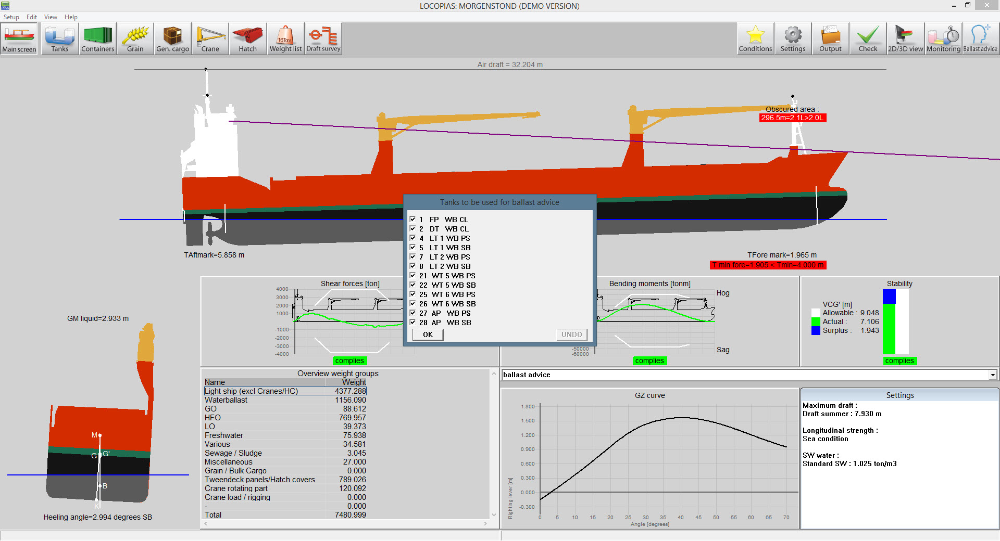 LOCOPIAS: MORGENSTOND (DEMO VERSION)
Setup Edit View Help
Main screen
Tanks
Containers
Grain
Gen. cargo
Crane
Hatch
16Tons
Weight list
Draft survey
Conditions
Settings
Output
Check
2D/3D view
Monitoring
Ballast advice
Air draft = 32.204 m
Obscured area :
296.5m=2.1L>2.0L
TAftmark=5.858 m
TFore mark=1.965 m
T min fore=1.905 < Tmin=4.000 m
Tanks to be used for ballast advice
1 FP WB CL
2 DT WB CL
4 LT 1 WB PS
5 LT 1 WB SB
7 LT 2 WB PS
8 LT 2 WB SB
21 WT 5 WB PS
22 WT 5 WB SB
25 WT 6 WB PS
26 WT 6 WB SB
27 AP WB PS
28 AP WB SB
OK UNDO
GM liquid=2.933 m
M
G G'
B
K
Heeling angle=2.994 degrees SB
Shear forces [ton]
4000
3000
2000
1000
-1000
-2000
-3000
-4000
complies
Bending moments [tonm]
Hog
Sag
-50000
-60000
complies
Stability
VCG' [m]
Allowable : 9.048
Actual : 7.106
Surplus : 1.943
complies
Overview weight groups
Name Weight
Light ship (excl Cranes/HC) 4377.288
Waterballast 1156.090
GO 88.612
HFO 769.957
LO 39.373
Freshwater 75.938
Various 34.581
Sewage / Sludge 3.045
Miscellaneous 27.000
Grain / Bulk Cargo 0.000
Tweendeck panels/Hatch covers 789.026
Crane rotating part 120.092
Crane load / rigging 0.000
- 0.000
Total 7480.999
ballast advice
GZ curve
1.800
1.500
1.200
0.900
0.600
0.300
0.000
-0.300
Righting lever [m]
0 5 10 15 20 25 30 35 40 45 50 55 60 65 70
Angle [degrees]
Settings
Maximum draft :
Draft summer : 7.930 m
Longitudinal strength :
Sea condition
SW water :
Standard SW : 1.025 ton/m3